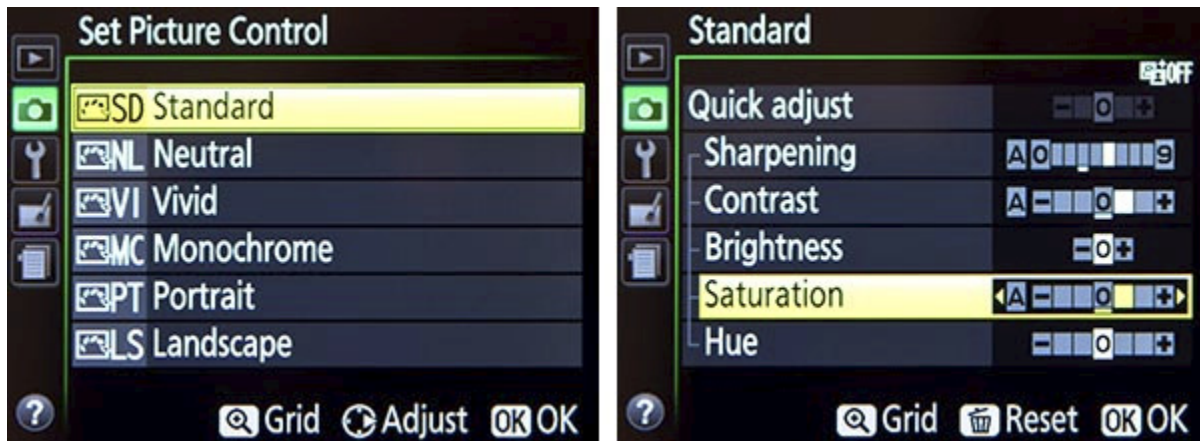 Set Picture Control
SD Standard
NL Neutral
VI Vivid
MC Monochrome
PT Portrait
LS Landscape
? Grid Adjust OK OK
Standard
OFF
Quick adjust - 0 +
Sharpening A 0 9
Contrast A - 0 +
Brightness - 0 +
Saturation A - 0 +
Hue - 0 +
? Grid Reset OK OK